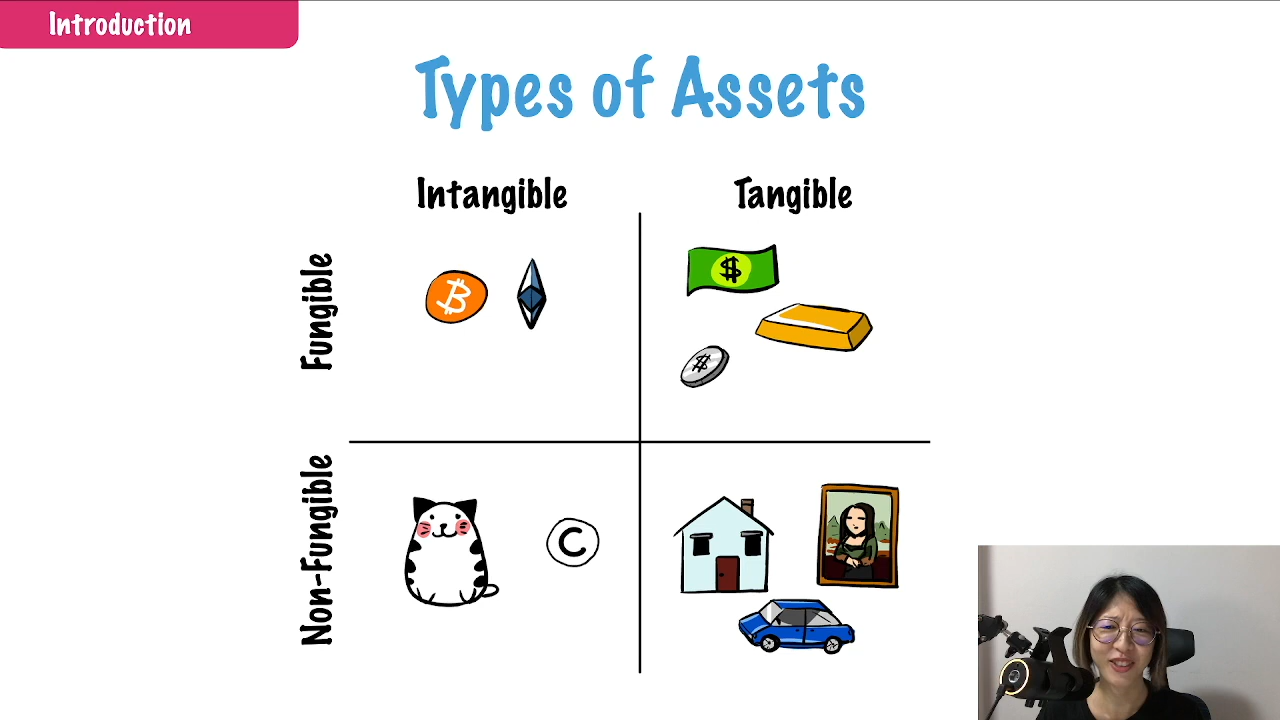 Introduction
Types of Assets
Intangible
Tangible
Fungible
$
$
Non-Fungible
C